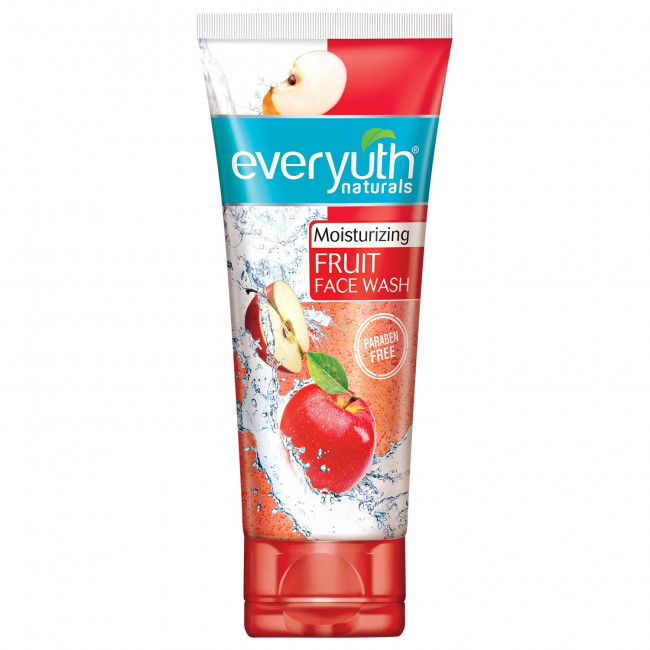 everyuth®
naturals
Moisturizing
FRUIT
FACE WASH
PARABEN
FREE